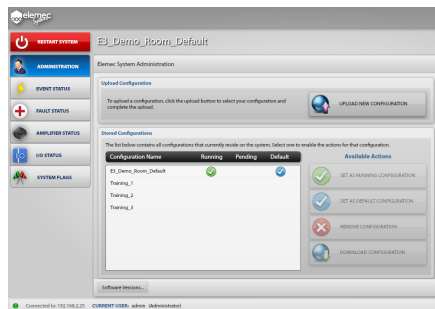 elemec
RESTART SYSTEM
E3_Demo_Room_Default
ADMINISTRATION
Elemec System Administration
EVENT STATUS
Upload Configuration
To upload a configuration, click the upload button to select your configuration and
complete the upload.
UPLOAD NEW CONFIGURATION
FAULT STATUS
AMPLIFIER STATUS
I/O STATUS
SYSTEM FLAGS
Stored Configurations
The list below contains all configurations that currently reside on the system. Select one to enable the actions for that configuration.
Configuration Name Running Pending Default
Available Actions
E3_Demo_Room_Default
Training_1
Training_2
Training_3
SET AS RUNNING CONFIGURATION
SET AS DEFAULT CONFIGURATION
REMOVE CONFIGURATION
DOWNLOAD CONFIGURATION
Software Versions...
Connected to: 192.168.2.25 CURRENT USER: admin (Administrator)